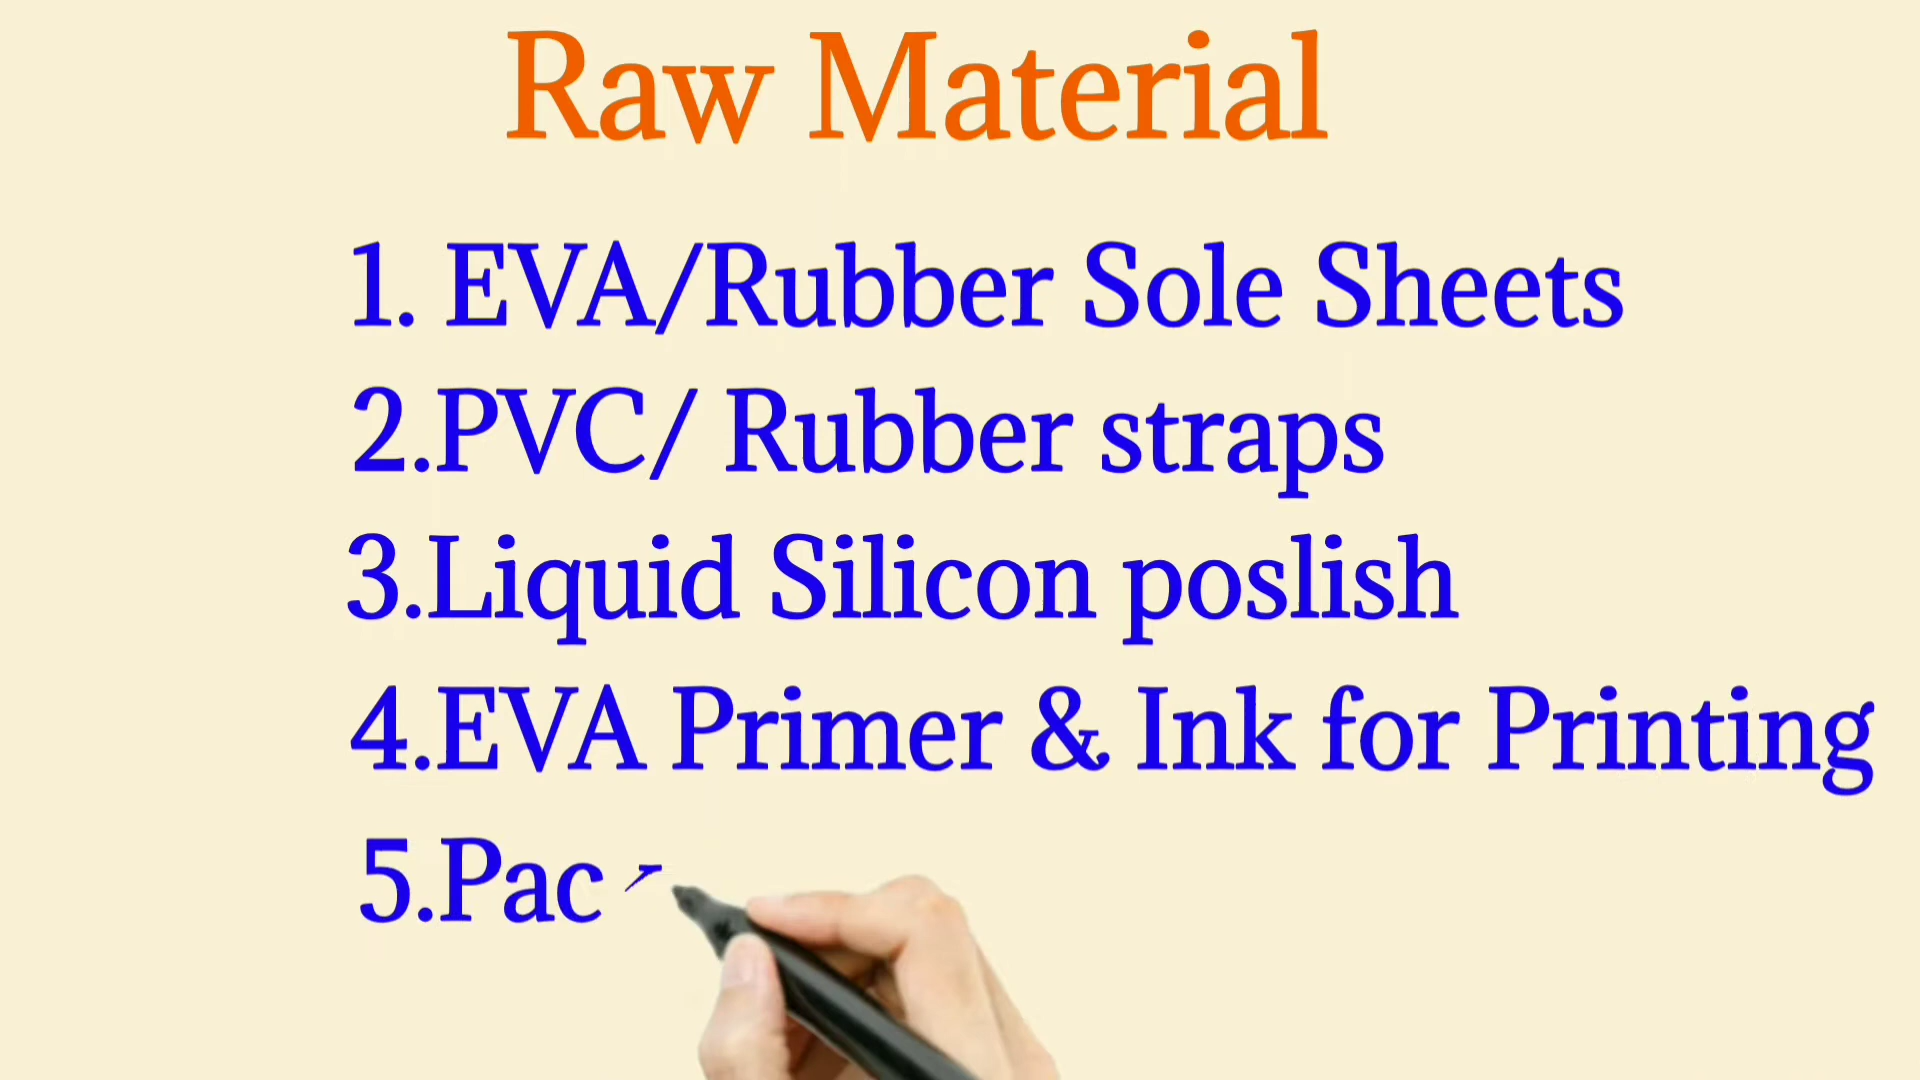 Raw Material
1. EVA/Rubber Sole Sheets
2.PVC/ Rubber straps
3.Liquid Silicon poslish
4.EVA Primer & Ink for Printing
5.Pac